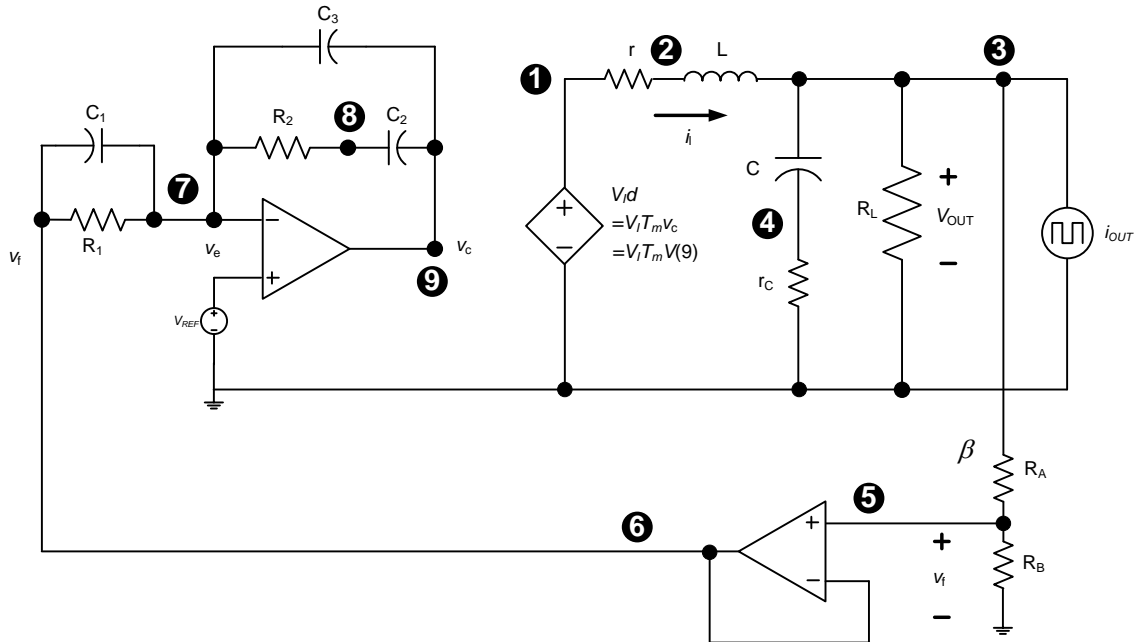 C3
1
r
2
L
3
C1
R2
8
C2
il
7
C
4
RL
+
VOUT
−
iOUT
+
−
VId
=VITmvc
=VITmV(9)
R1
vf
ve
−
+
vc
9
rC
VREF
+
−
β
RA
5
6
+
−
+
vf
−
RB